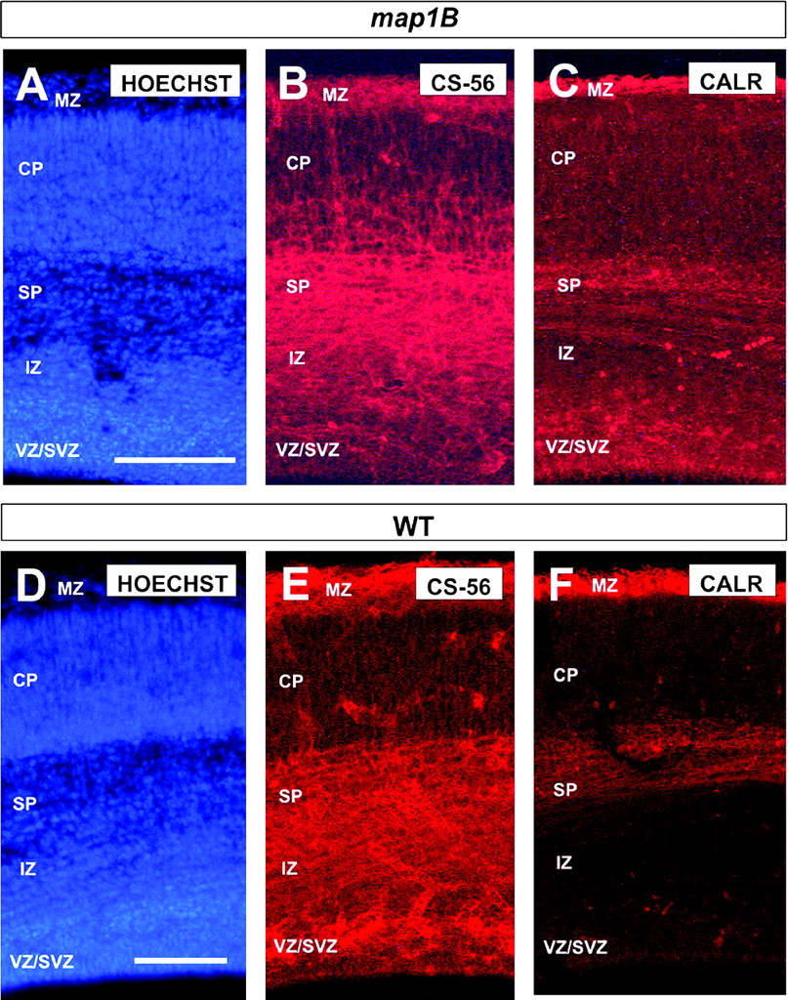 map1B
A HOECHST
MZ
CP
SP
IZ
VZ/SVZ
B CS-56
MZ
CP
SP
IZ
VZ/SVZ
C CALR
MZ
CP
SP
IZ
VZ/SVZ
WT
D MZ HOECHST
CP
SP
IZ
VZ/SVZ
E MZ CS-56
CP
SP
IZ
VZ/SVZ
F MZ CALR
CP
SP
IZ
VZ/SVZ